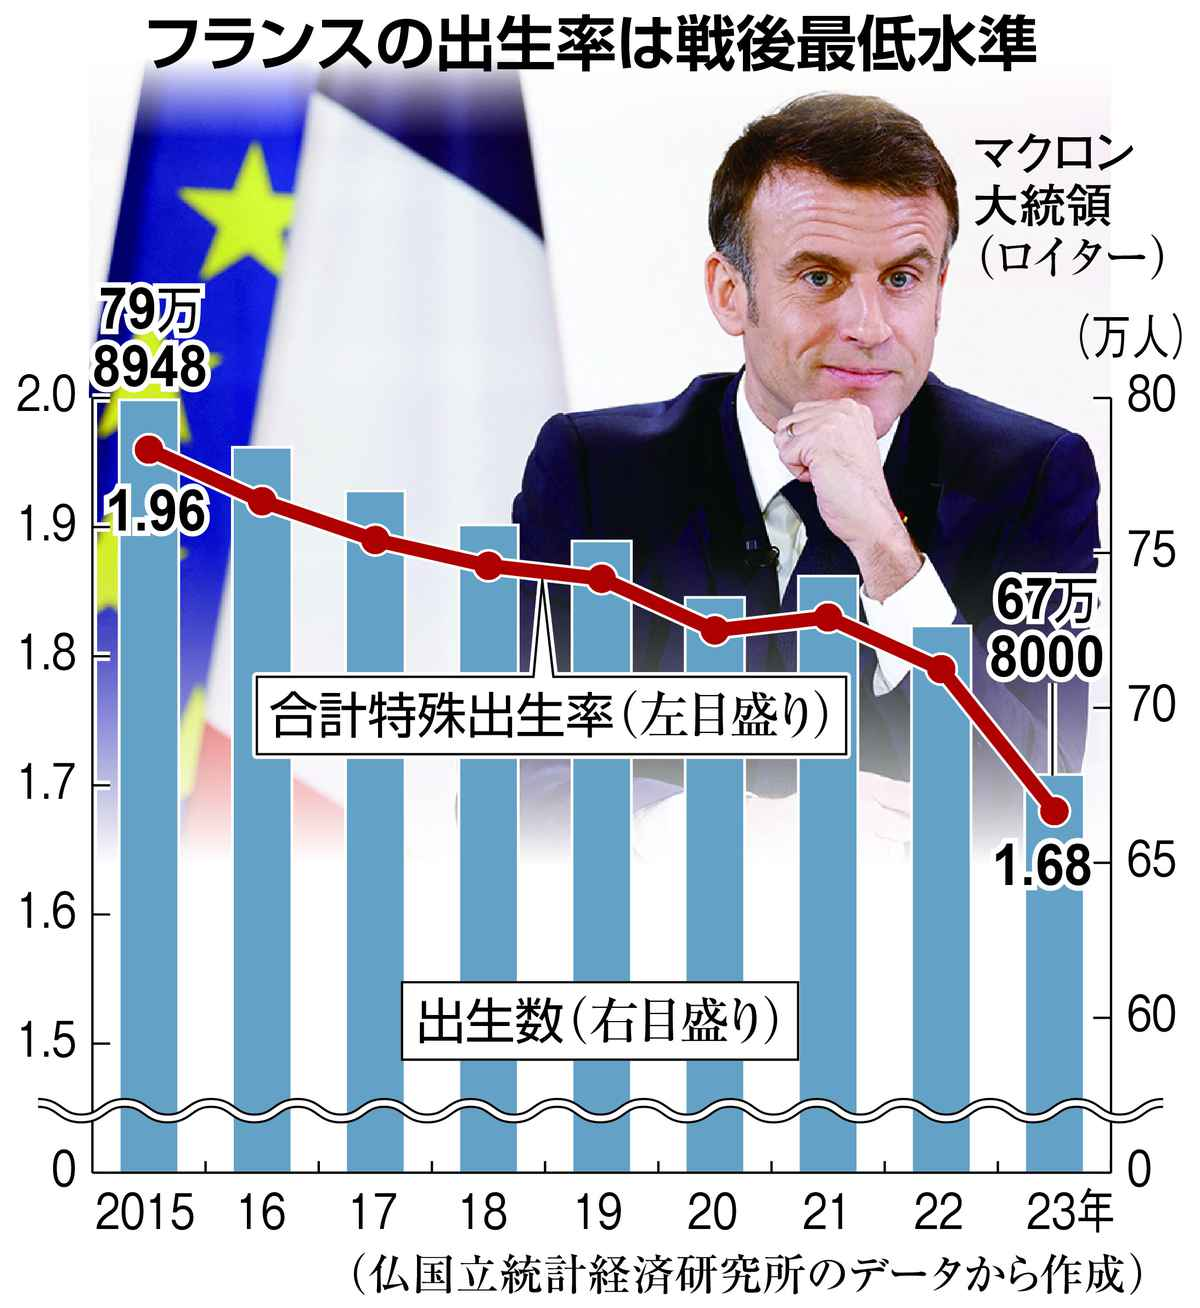 フランスの出生率は戦後最低水準
マクロン
大統領
（ロイター）
79万
8948
（万人）
2.0
80
1.96
1.9
75
67万
8000
1.8
合計特殊出生率（左目盛り）
70
1.7
1.68
65
1.6
出生数（右目盛り）
60
1.5
0
0
2015 16 17 18 19 20 21 22 23年
（仏国立統計経済研究所のデータから作成）